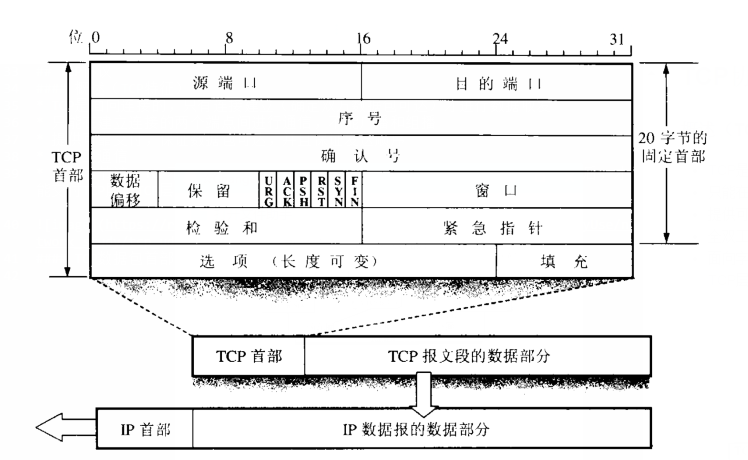 位 0 8 16 24 31
源端口 目的端口
序号
确认号
TCP
首部
20 字节的
固定首部
数据
偏移
保留
URG
ACK
PSH
RST
SYN
FIN
窗口
检验和 紧急指针
选项（长度可变） 填充
TCP 首部 TCP 报文段的数据部分
IP 首部 IP 数据报的数据部分